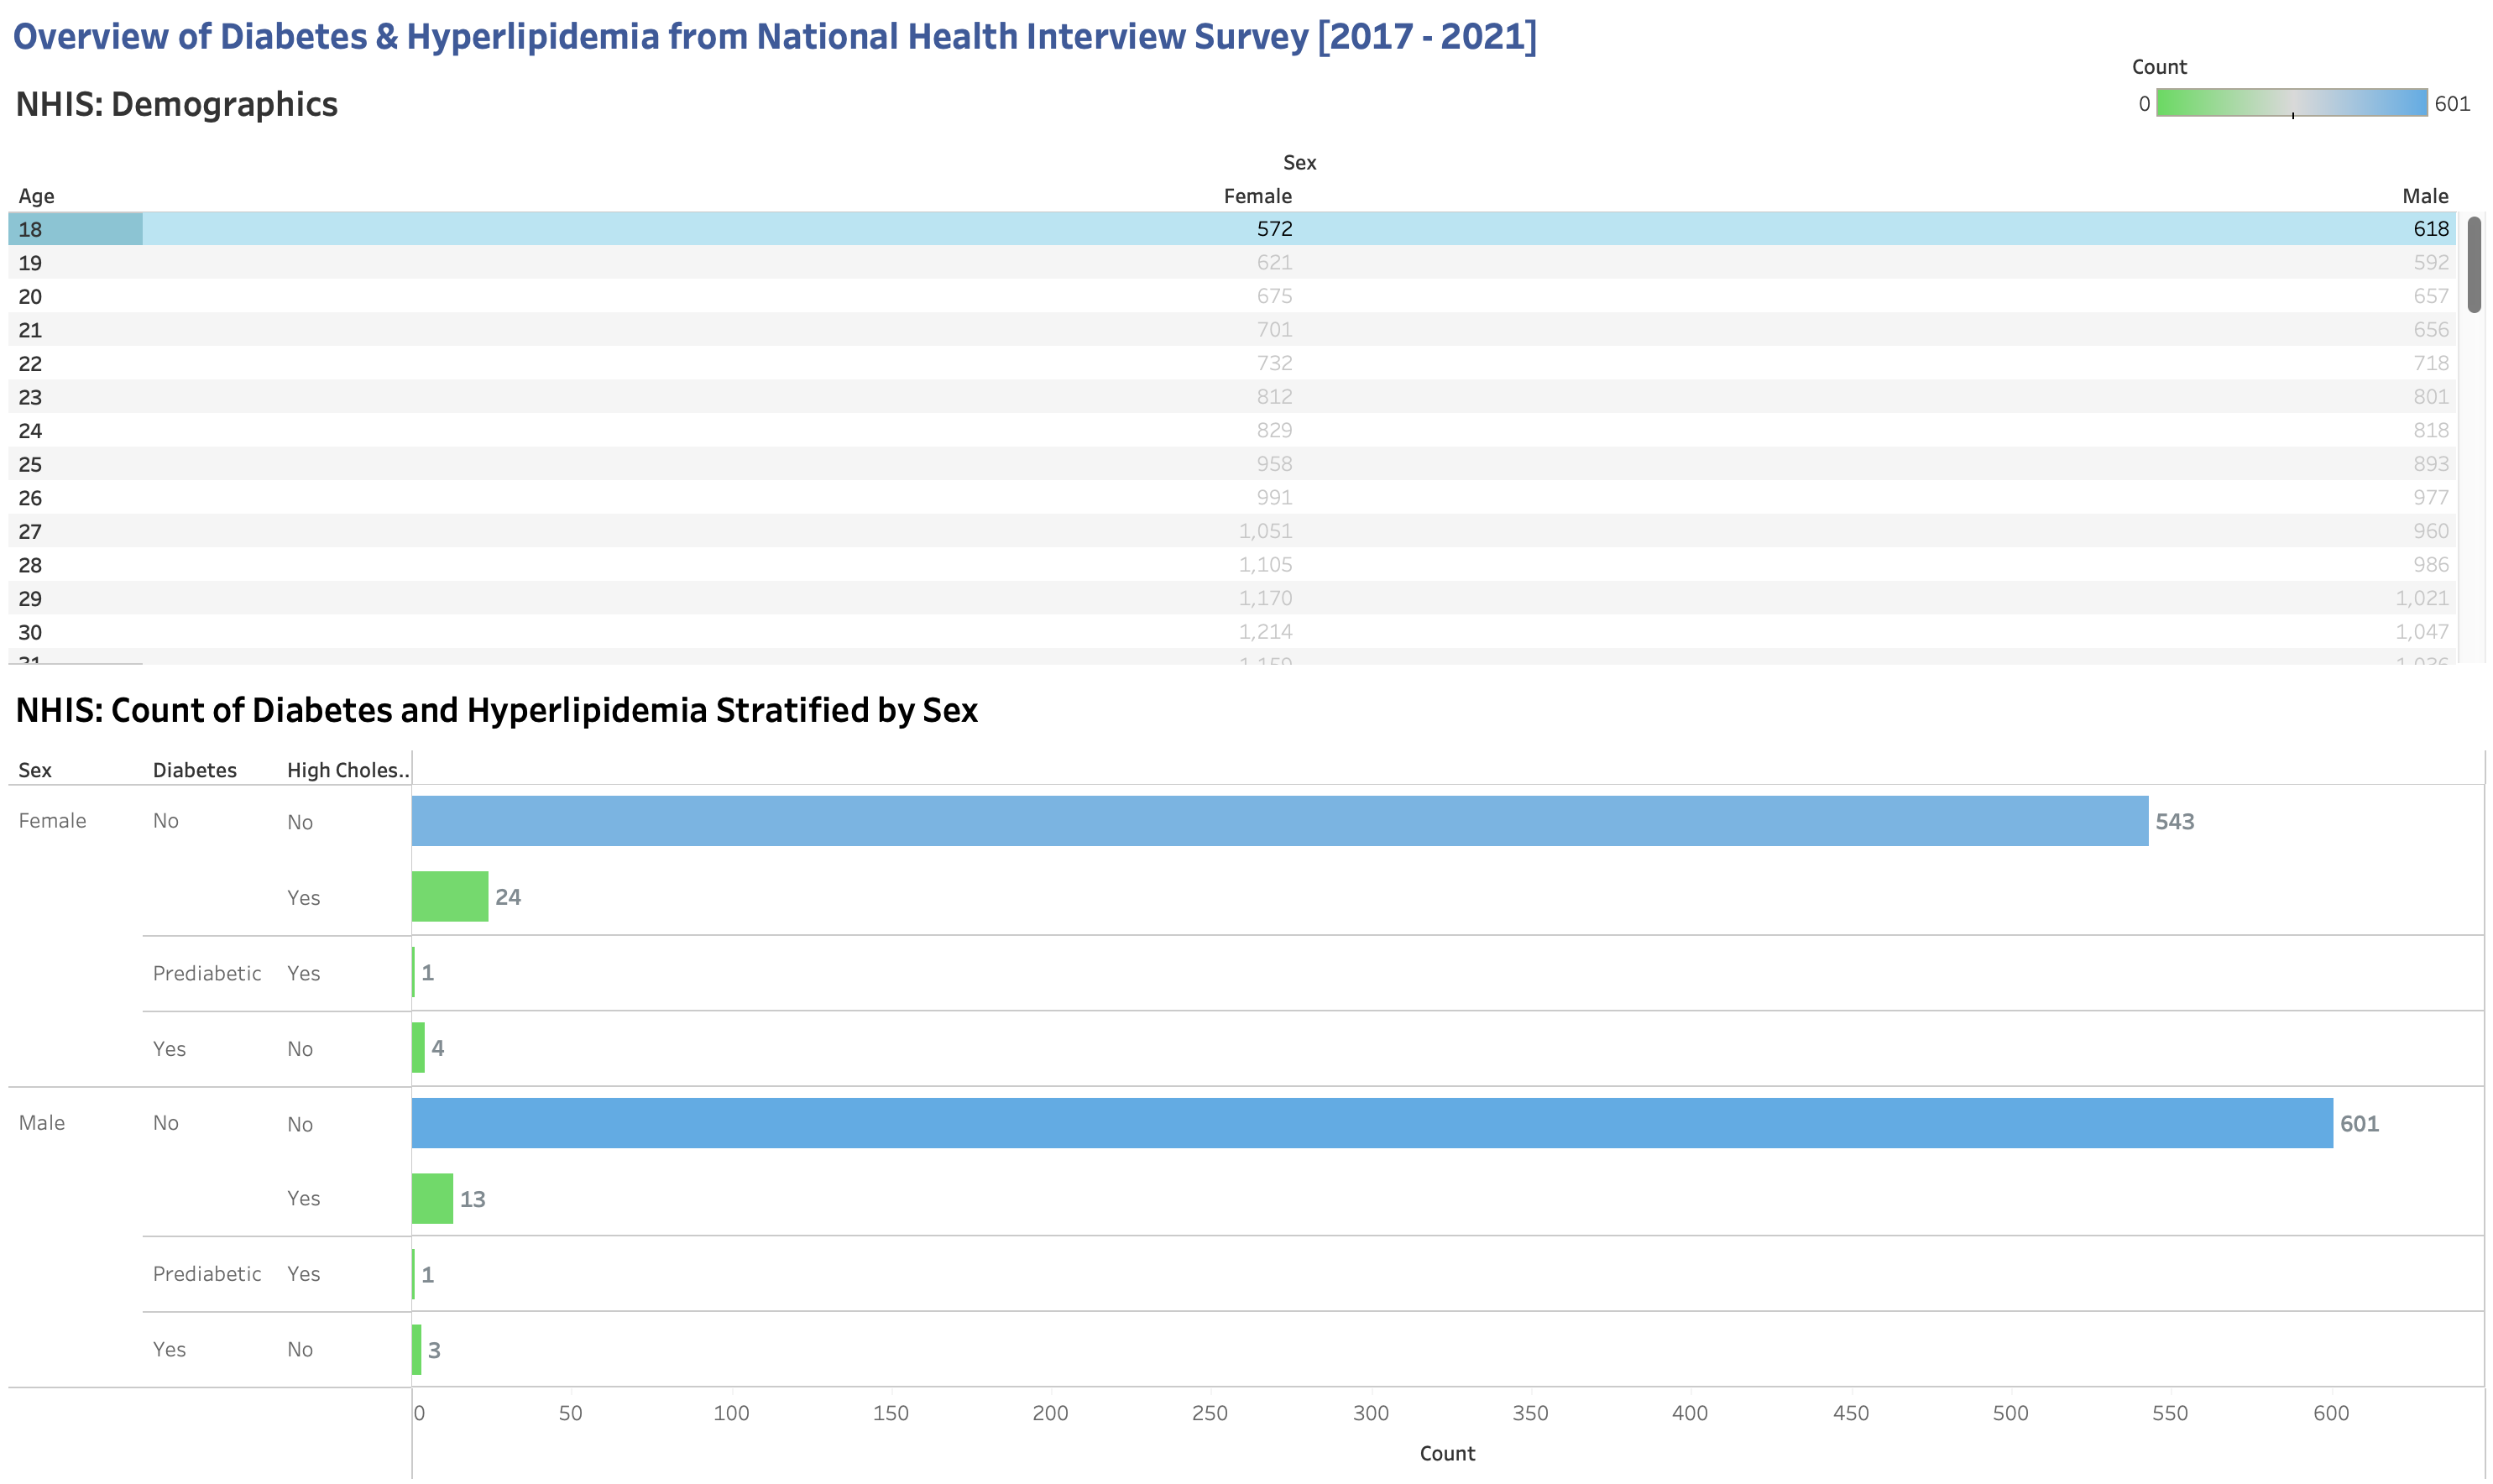 Overview of Diabetes & Hyperlipidemia from National Health Interview Survey [2017 - 2021]
Count
0 601
NHIS: Demographics
Sex
Age Female Male
18 572 618
19 621 592
20 675 657
21 701 656
22 732 718
23 812 801
24 829 818
25 958 893
26 991 977
27 1,051 960
28 1,105 986
29 1,170 1,021
30 1,214 1,047
31 1,159 1,036
NHIS: Count of Diabetes and Hyperlipidemia Stratified by Sex
Sex Diabetes High Choles..
Female No No 543
Yes 24
Prediabetic Yes 1
Yes No 4
Male No No 601
Yes 13
Prediabetic Yes 1
Yes No 3
0 50 100 150 200 250 300 350 400 450 500 550 600
Count